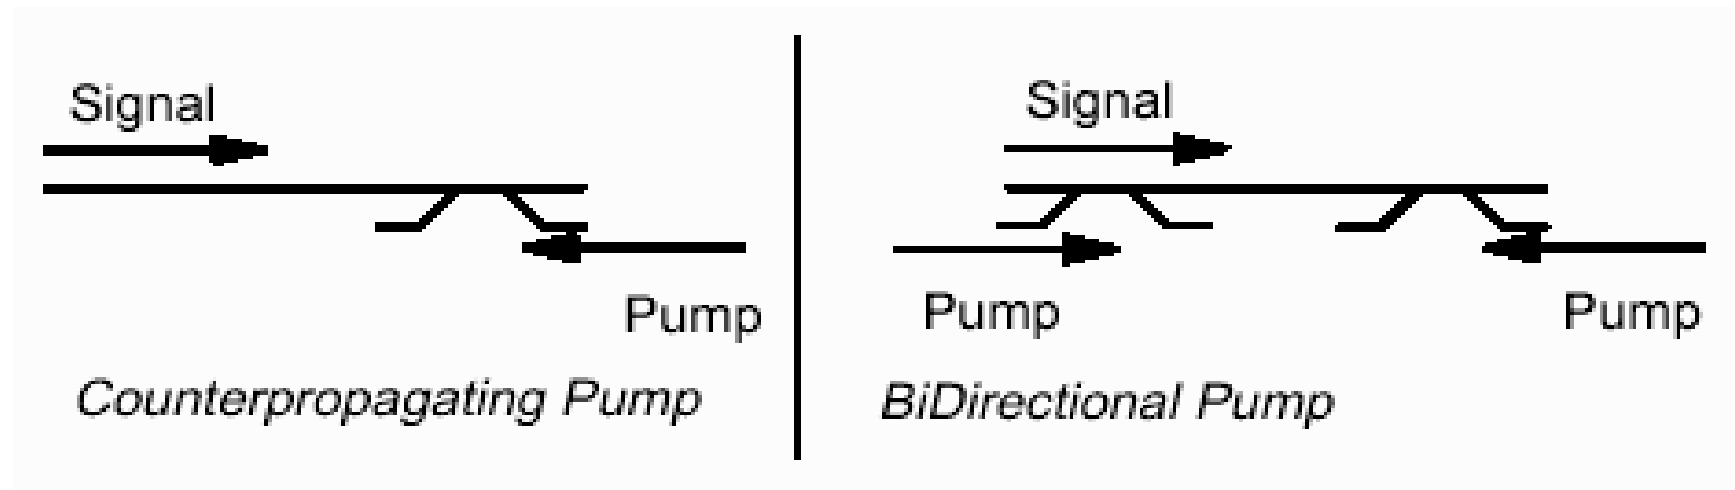 Signal
Pump
Counterpropagating Pump
Signal
Pump
Pump
BiDirectional Pump